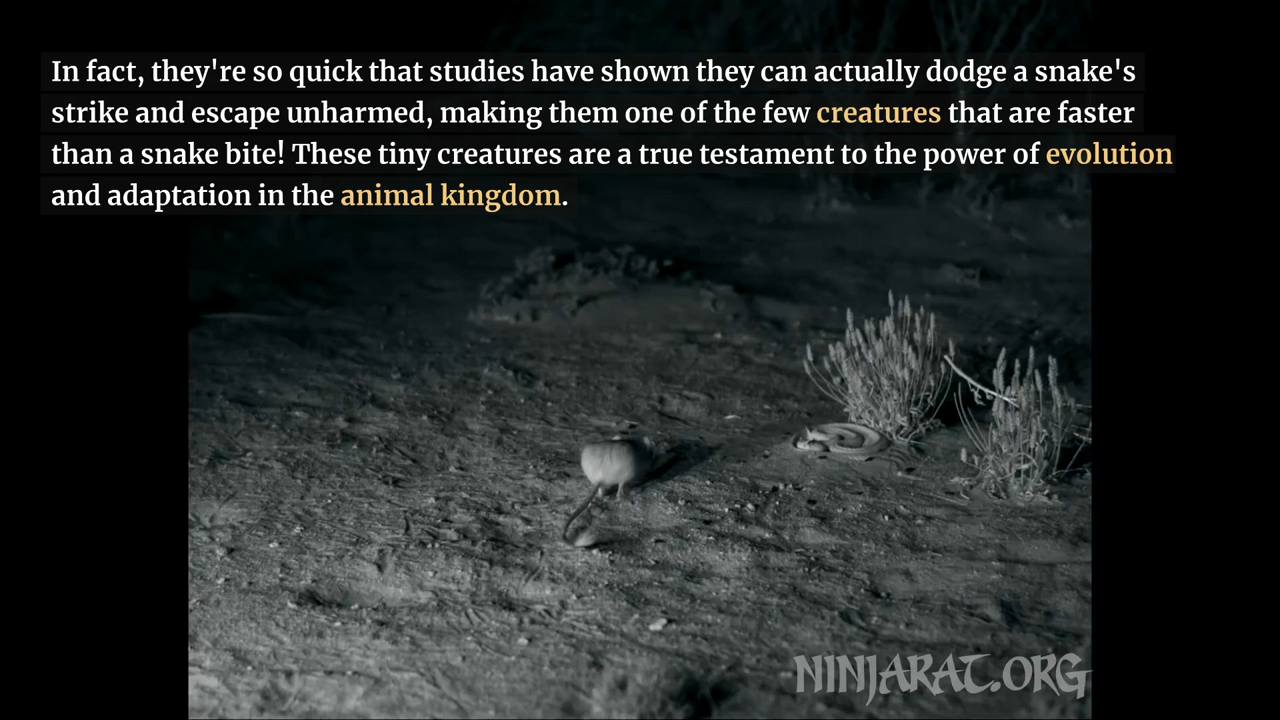 In fact, they're so quick that studies have shown they can actually dodge a snake's
strike and escape unharmed, making them one of the few creatures that are faster
than a snake bite! These tiny creatures are a true testament to the power of evolution
and adaptation in the animal kingdom.
NINJARAT.ORG